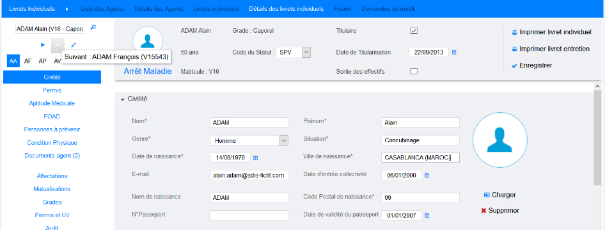 Livrets Individuels Liste des Agents Détails des Agents Livrets individuels Détails des livrets individuels Fusion Demandes de modif.
ADAM Alain (V16 - Capor:
Suivant : ADAM François (V15543)
AA AF AP AV
Civilité
Permis
Aptitude Médicale
FOAD
Personnes à prévenir
Condition Physique
Documents agent (2)
Affectations
Mutualisations
Grades
Permis et UV
Arrêt
Arrêt Maladie
ADAM Alain Grade : Caporal Titulaire
50 ans Code du Statut : SPV Date de Titularisation 22/09/2013
Matricule : V16 Sortie des effectifs
Imprimer livret individuel
Imprimer livret entretien
Enregistrer
Civilité
Nom* ADAM Prénom* Alain
Genre* Homme Situation* Concubinage
Date de naissance* 14/08/1970 Ville de naissance* CASABLANCA (MAROC)
E-mail alain.adam@sdis-fictif.com Date d'entrée collectivité 06/01/2000
Nom de naissance ADAM Code Postal de naissance* 99
N°Passeport Date de validité du passeport 01/01/2007
Charger
Supprimer